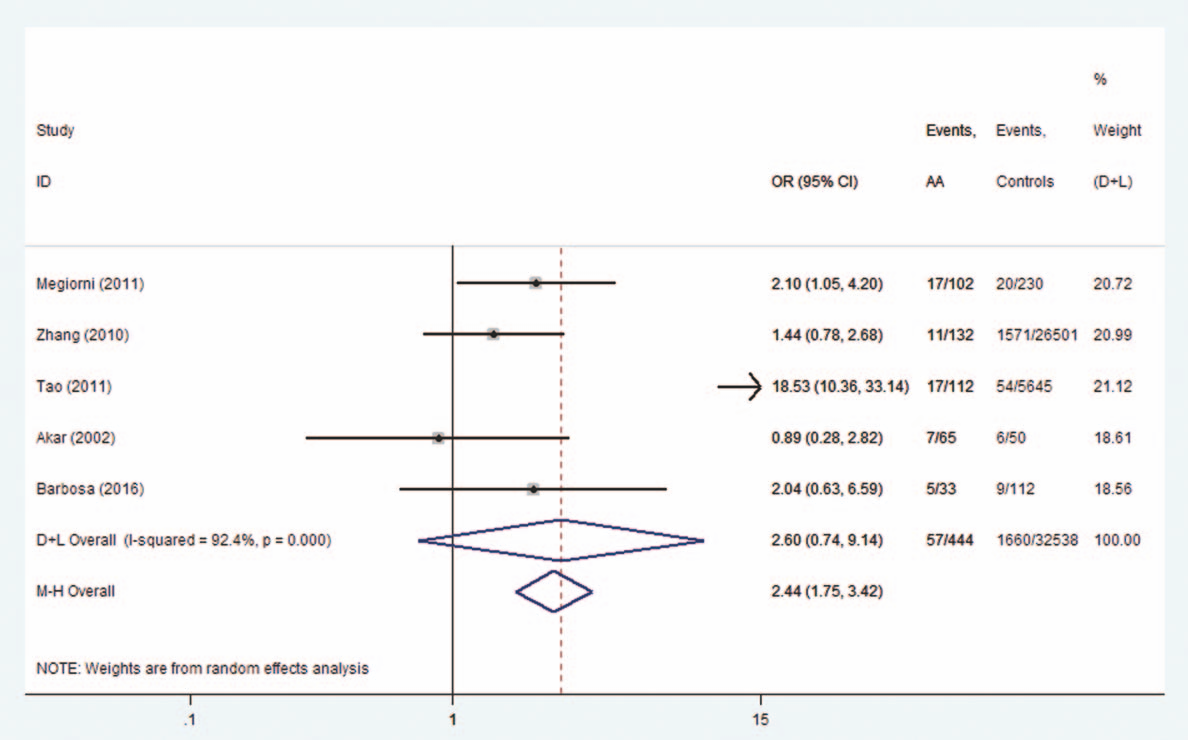 %
Study Events, Events, Weight
ID OR (95% CI) AA Controls (D+L)
Megiorni (2011) 2.10 (1.05, 4.20) 17/102 20/230 20.72
Zhang (2010) 1.44 (0.78, 2.68) 11/132 1571/26501 20.99
Tao (2011) 18.53 (10.36, 33.14) 17/112 54/5645 21.12
Akar (2002) 0.89 (0.28, 2.82) 7/65 6/50 18.61
Barbosa (2016) 2.04 (0.63, 6.59) 5/33 9/112 18.56
D+L Overall (I-squared = 92.4%, p = 0.000) 2.60 (0.74, 9.14) 57/444 1660/32538 100.00
M-H Overall 2.44 (1.75, 3.42)
NOTE: Weights are from random effects analysis
.1 1 15